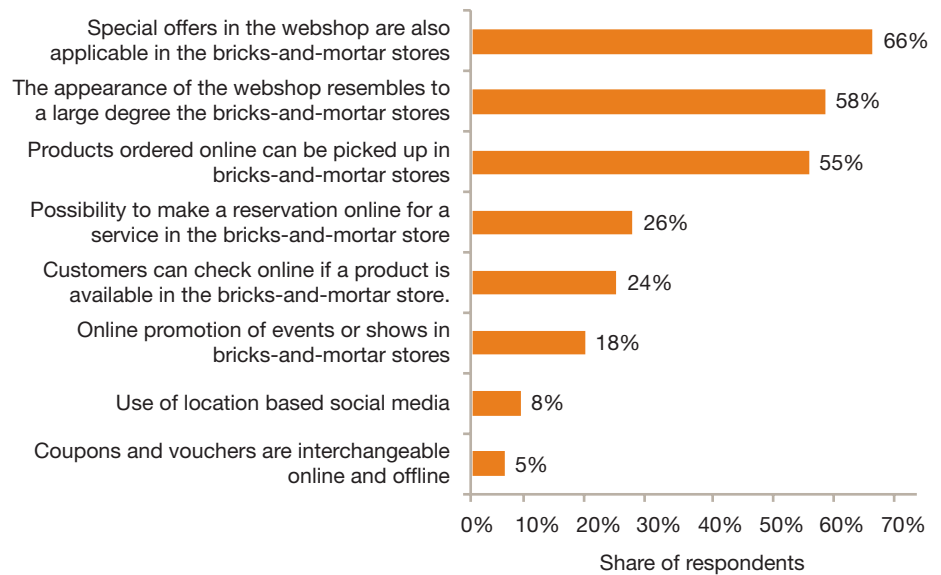 Special offers in the webshop are also
applicable in the bricks-and-mortar stores
66%
The appearance of the webshop resembles to
a large degree the bricks-and-mortar stores
58%
Products ordered online can be picked up in
bricks-and-mortar stores
55%
Possibility to make a reservation online for a
service in the bricks-and-mortar store
26%
Customers can check online if a product is
available in the bricks-and-mortar store.
24%
Online promotion of events or shows in
bricks-and-mortar stores
18%
Use of location based social media
8%
Coupons and vouchers are interchangeable
online and offline
5%
0% 10% 20% 30% 40% 50% 60% 70%
Share of respondents